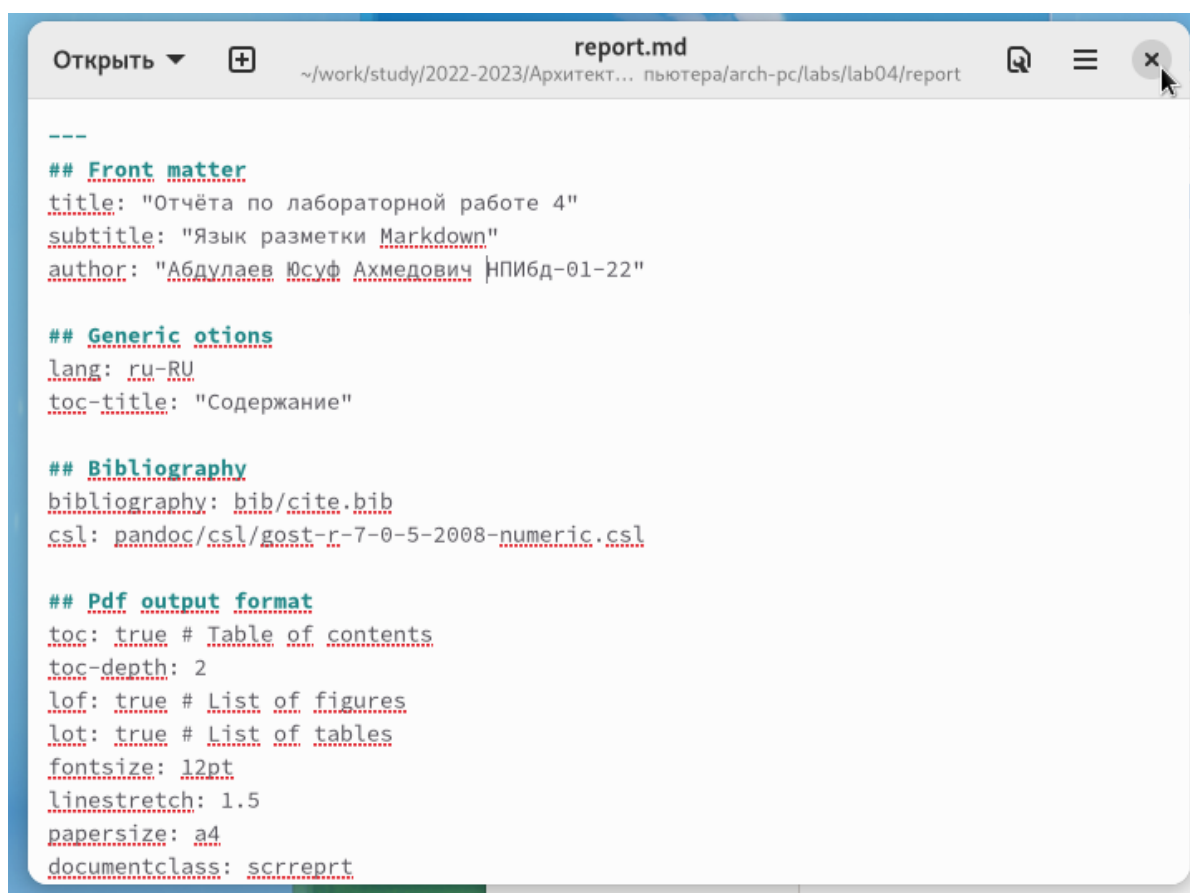 Открыть
report.md
~/work/study/2022-2023/Архитект… пьютера/arch-pc/labs/lab04/report
---
## Front matter
title: "Отчёта по лабораторной работе 4"
subtitle: "Язык разметки Markdown"
author: "Абдулаев Юсуф Ахмедович НПИбд-01-22"
## Generic otions
lang: ru-RU
toc-title: "Содержание"
## Bibliography
bibliography: bib/cite.bib
csl: pandoc/csl/gost-r-7-0-5-2008-numeric.csl
## Pdf output format
toc: true # Table of contents
toc-depth: 2
lof: true # List of figures
lot: true # List of tables
fontsize: 12pt
linestretch: 1.5
papersize: a4
documentclass: scrreprt